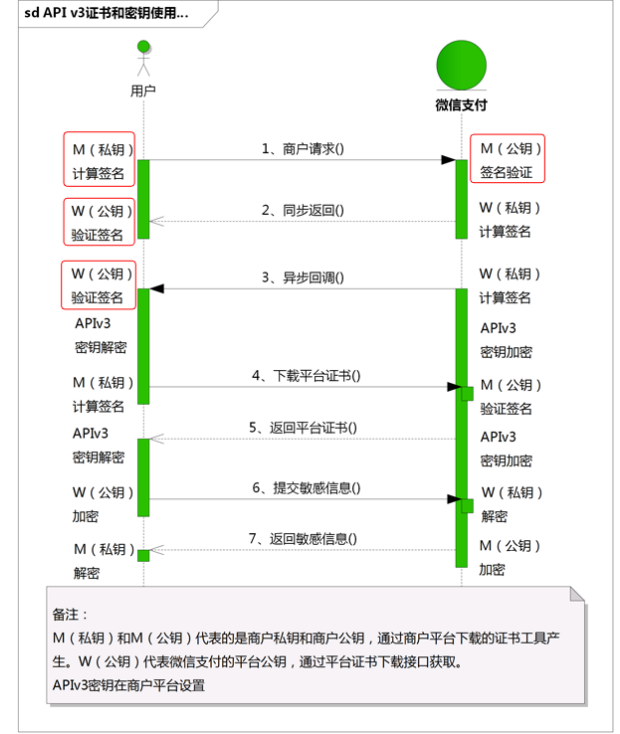 sd API v3证书和密钥使用...
用户
微信支付
M（私钥）
计算签名
1、商户请求()
M（公钥）
签名验证
W（公钥）
验证签名
2、同步返回()
W（私钥）
计算签名
W（公钥）
验证签名
3、异步回调()
W（私钥）
计算签名
APIv3
密钥解密
APIv3
密钥加密
M（私钥）
计算签名
4、下载平台证书()
M（公钥）
验证签名
APIv3
密钥解密
5、返回平台证书()
APIv3
密钥加密
W（公钥）
加密
6、提交敏感信息()
W（私钥）
解密
M（私钥）
解密
7、返回敏感信息()
M（公钥）
加密
备注：
M（私钥）和M（公钥）代表的是商户私钥和商户公钥，通过商户平台下载的证书工具产
生。W（公钥）代表微信支付的平台公钥，通过平台证书下载接口获取。
APIv3密钥在商户平台设置